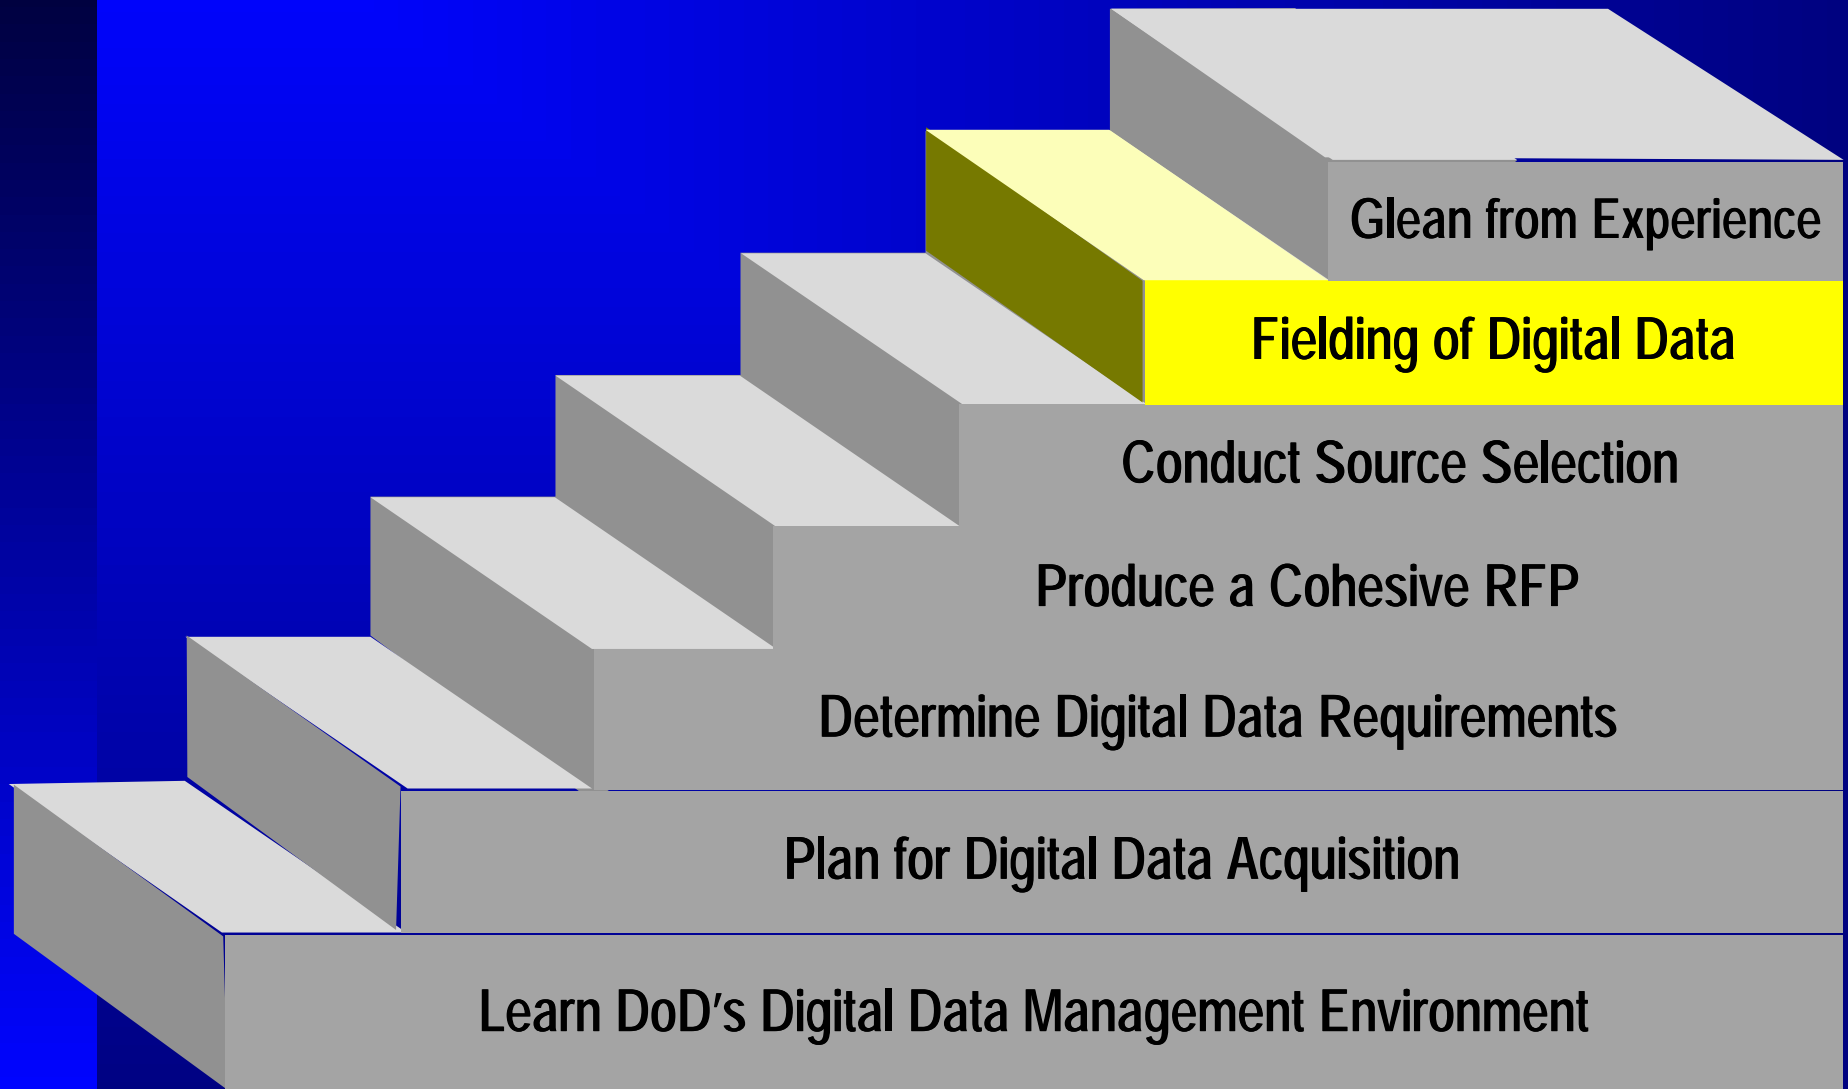 Glean from Experience
Fielding of Digital Data
Conduct Source Selection
Produce a Cohesive RFP
Determine Digital Data Requirements
Plan for Digital Data Acquisition
Learn DoD's Digital Data Management Environment